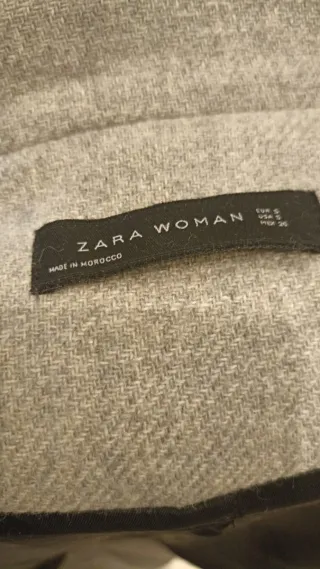 ZARA WOMAN
MADE IN MOROCCO
EUR S
USA S
MEX 26